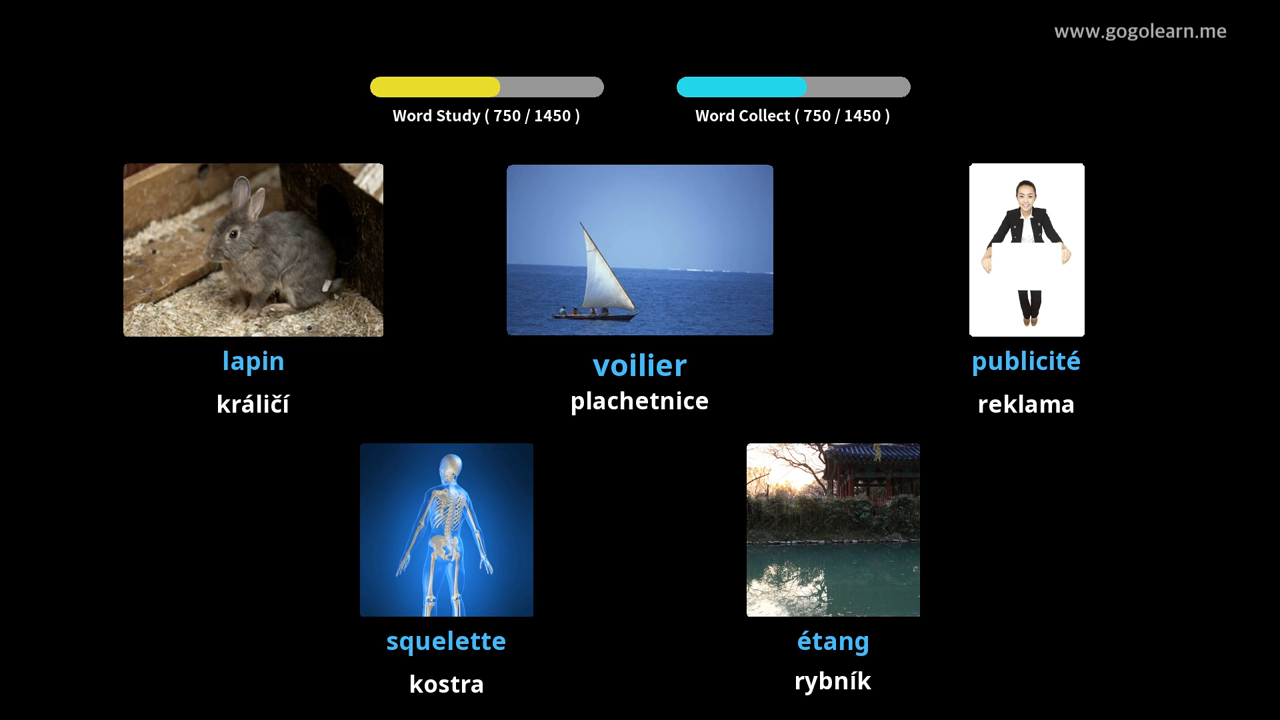 www.gogolearn.me
Word Study ( 750 / 1450 )
Word Collect ( 750 / 1450 )
lapin
králičí
voilier
plachetnice
publicité
reklama
squelette
kostra
étang
rybník